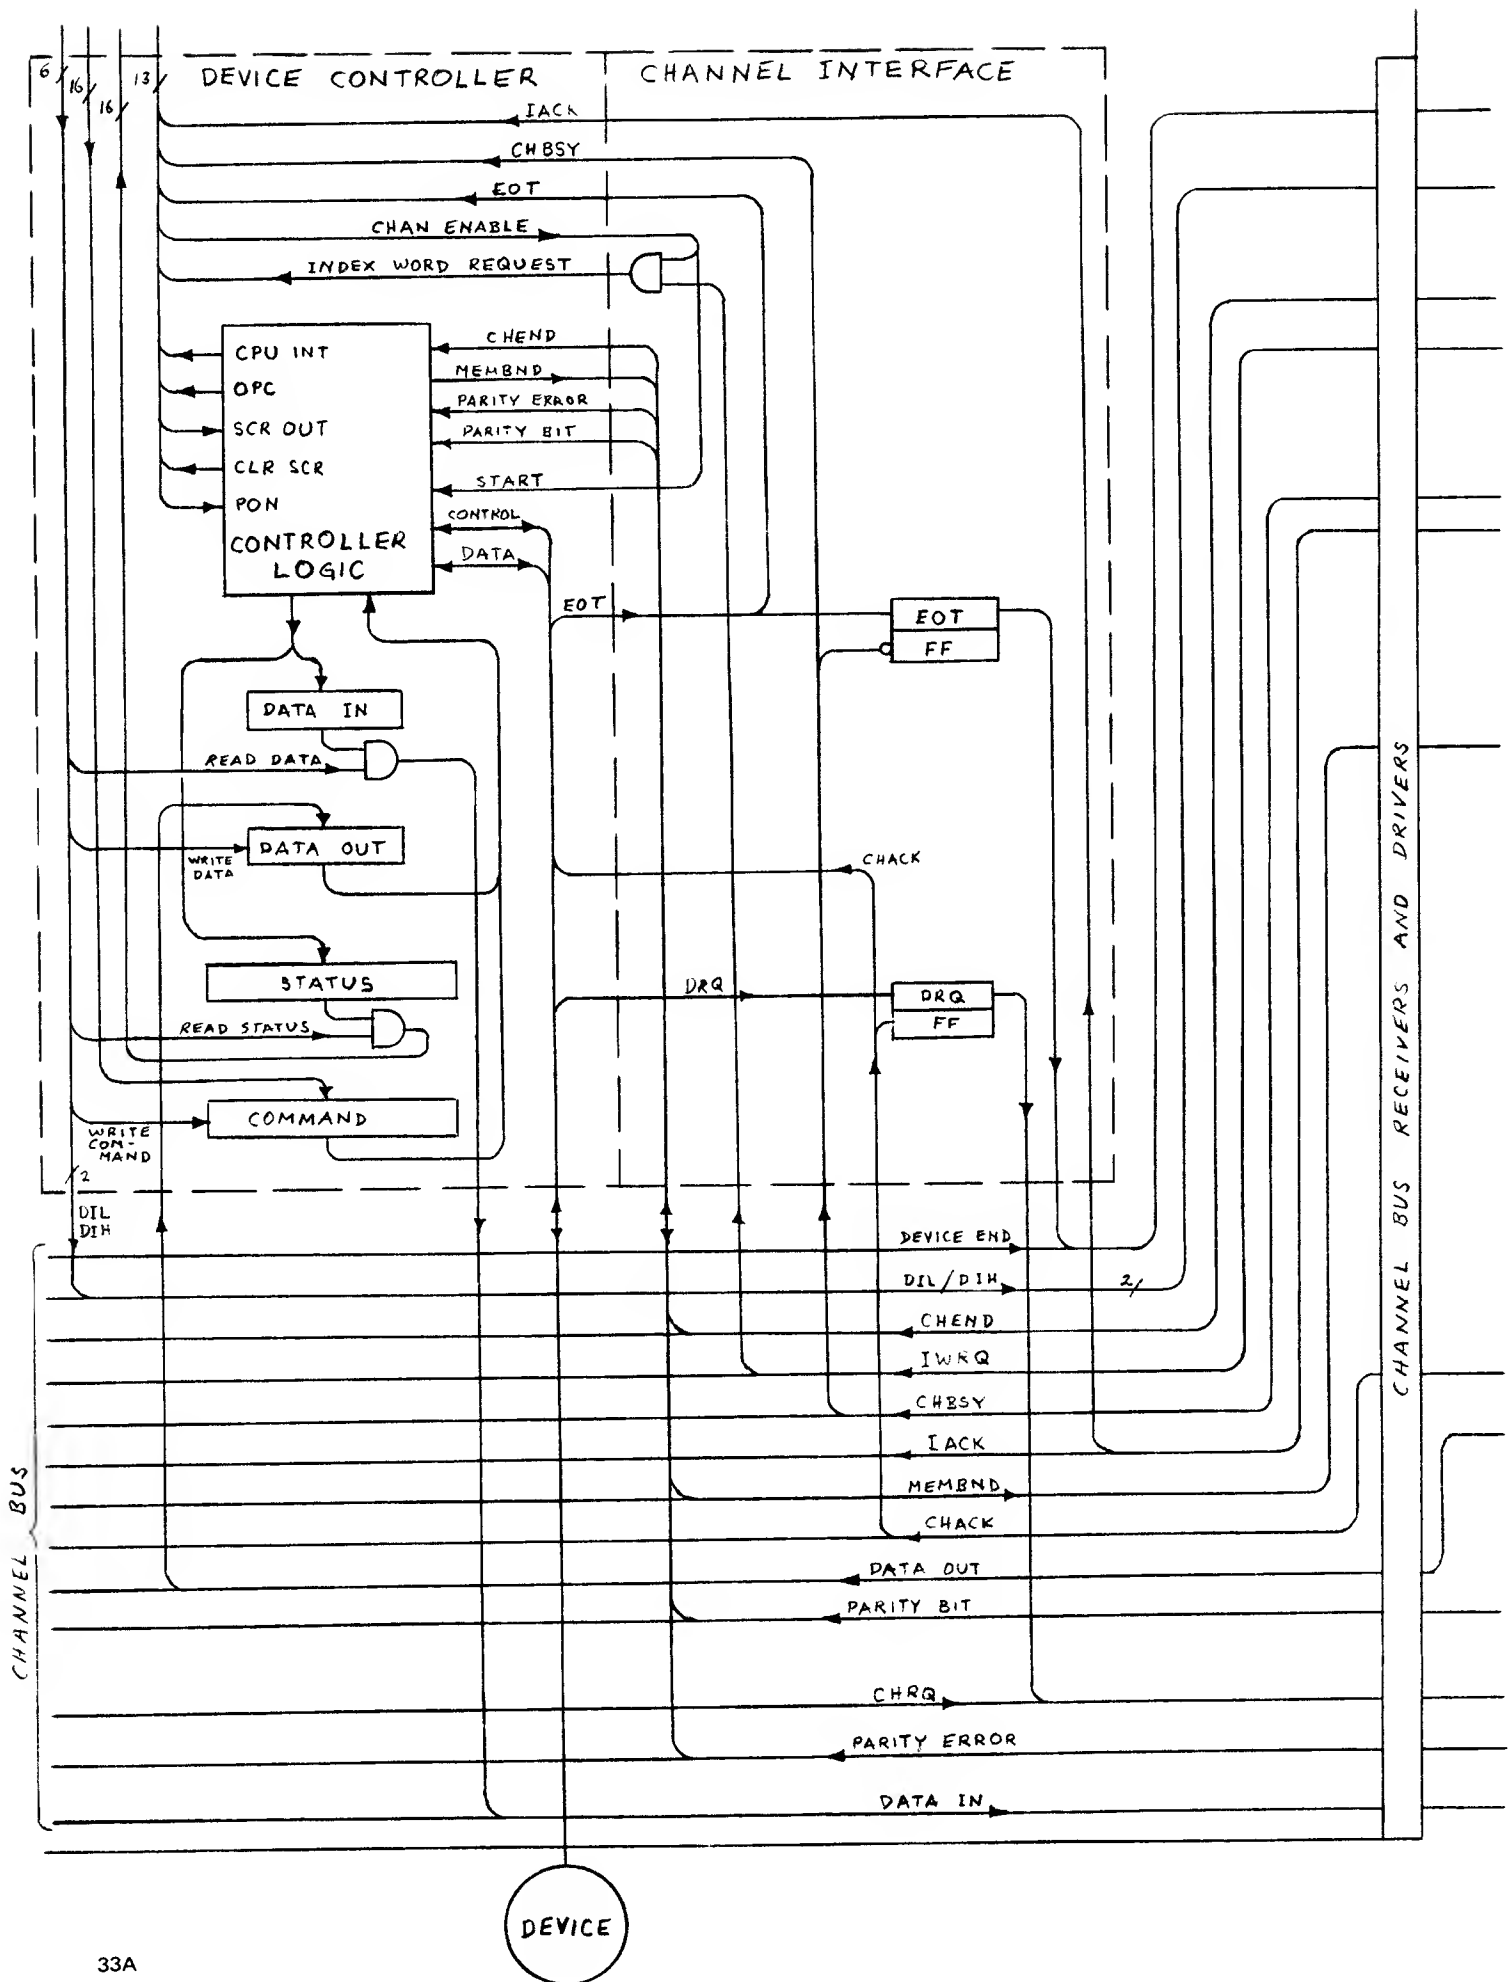 6
16
16
13
DEVICE CONTROLLER
CHANNEL INTERFACE
IACK
CHBSY
EOT
CHAN ENABLE
INDEX WORD REQUEST
CPU INT
OPC
SCR OUT
CLR SCR
PON
CONTROLLER
LOGIC
CHEND
MEMBND
PARITY ERROR
PARITY BIT
START
CONTROL
DATA
EOT
EOT
FF
DATA IN
READ DATA
DATA OUT
WRITE
DATA
CHACK
STATUS
READ STATUS
DRQ
DRQ
FF
COMMAND
WRITE
COM-
MAND
2
DIL
DIH
DEVICE END
DIL/DIH
2
CHEND
IWRQ
CHBSY
IACK
MEMBND
CHACK
DATA OUT
PARITY BIT
CHRQ
PARITY ERROR
DATA IN
CHANNEL BUS
CHANNEL BUS RECEIVERS AND DRIVERS
DEVICE
33A